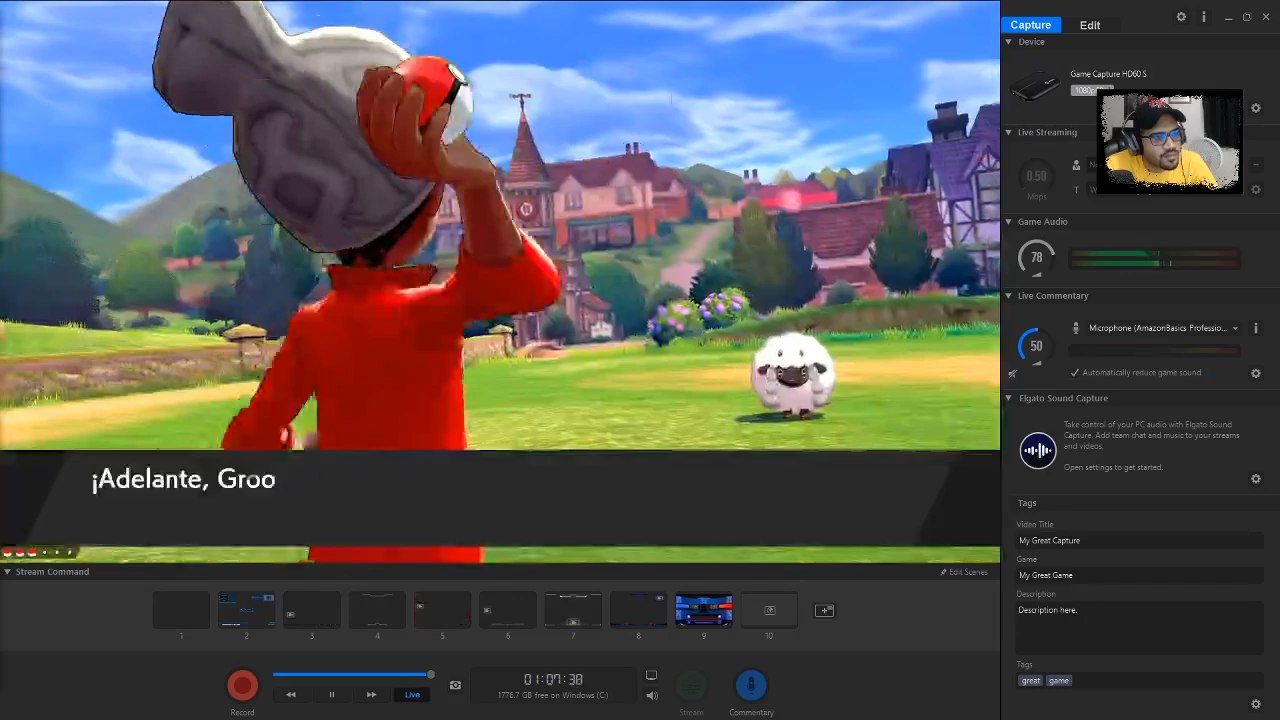 Capture
Edit
Device
Game Capture HD60 S
Live Streaming
0.50
Mbps
T
Game Audio
78
Live Commentary
Microphone (AmazonBasics Professio...
50
Automatically reduce game sound
Elgato Sound Capture
Take control of your PC audio with Elgato Sound
Capture. Add team chat and music to your streams
and videos.
Open settings to get started.
¡Adelante, Groo
Tags
Video Title
My Great Capture
Game
My Great Game
Description
Description here.
Tags
great game
Stream Command
Edit Scenes
1 2 3 4 5 6 7 8 9 10
Record
Live
01:07:38
1776.7 GB free on Windows (C:)
Stream
Commentary